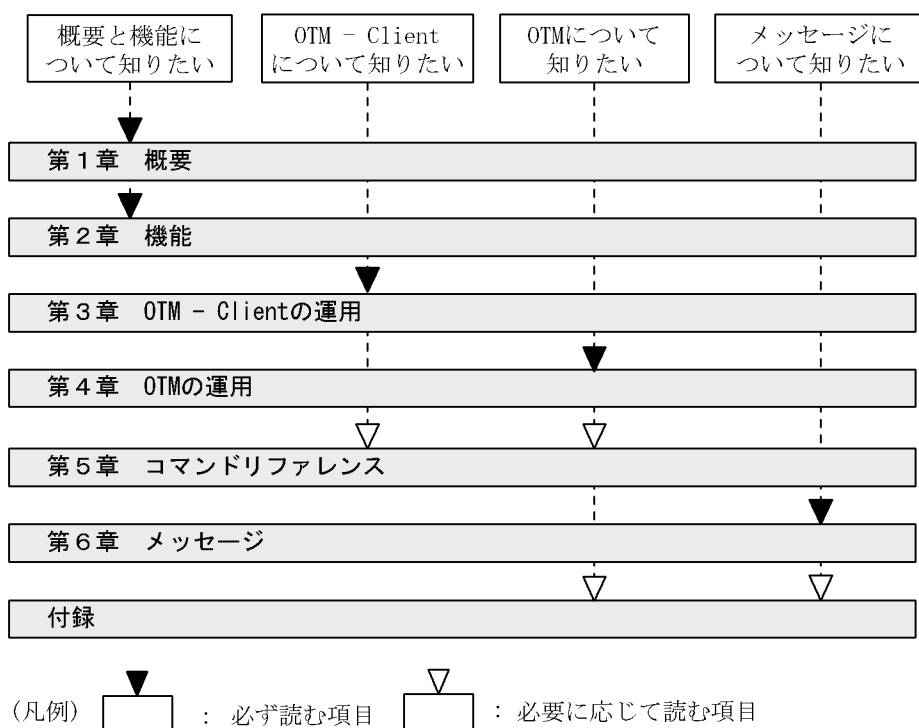 概要と機能に
ついて知りたい
OTM － Client
について知りたい
OTMについて
知りたい
メッセージに
ついて知りたい
第１章　概要
第２章　機能
第３章　OTM － Clientの運用
第４章　OTMの運用
第５章　コマンドリファレンス
第６章　メッセージ
付録
(凡例)　：必ず読む項目　：必要に応じて読む項目